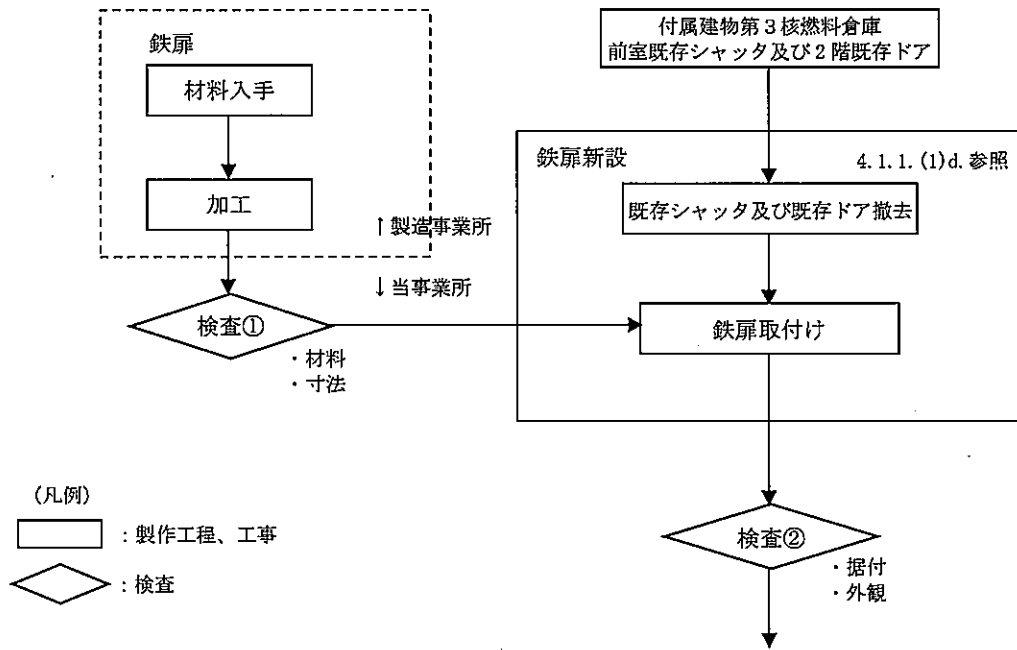 鉄扉
材料入手
加工
↑製造事業所
↓当事業所
検査①
・材料
・寸法
付属建物第3核燃料倉庫
前室既存シャッタ及び2階既存ドア
鉄扉新設
4.1.1.(1)d.参照
既存シャッタ及び既存ドア撤去
鉄扉取付け
検査②
・据付
・外観
(凡例)
:製作工程、工事
:検査